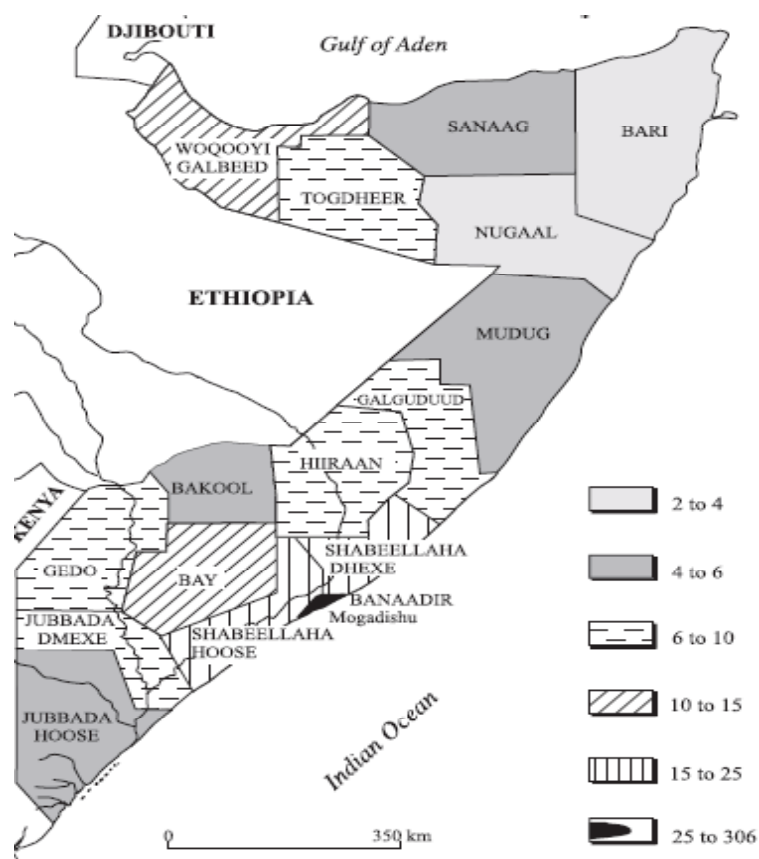 DJIBOUTI
Gulf of Aden
SANAAG
BARI
WOQOOYI
GALBEED
TOGDHEER
NUGAAL
ETHIOPIA
MUDUG
GALGUDUUD
HIIRAAN
BAKOOL
KENYA
GEDO
BAY
SHABEELLAHA
DHEXE
BANAADIR
Mogadishu
JUBBADA
DMEXE
SHABEELLAHA
HOOSE
JUBBADA
HOOSE
Indian Ocean
0 350 km
2 to 4
4 to 6
6 to 10
10 to 15
15 to 25
25 to 306